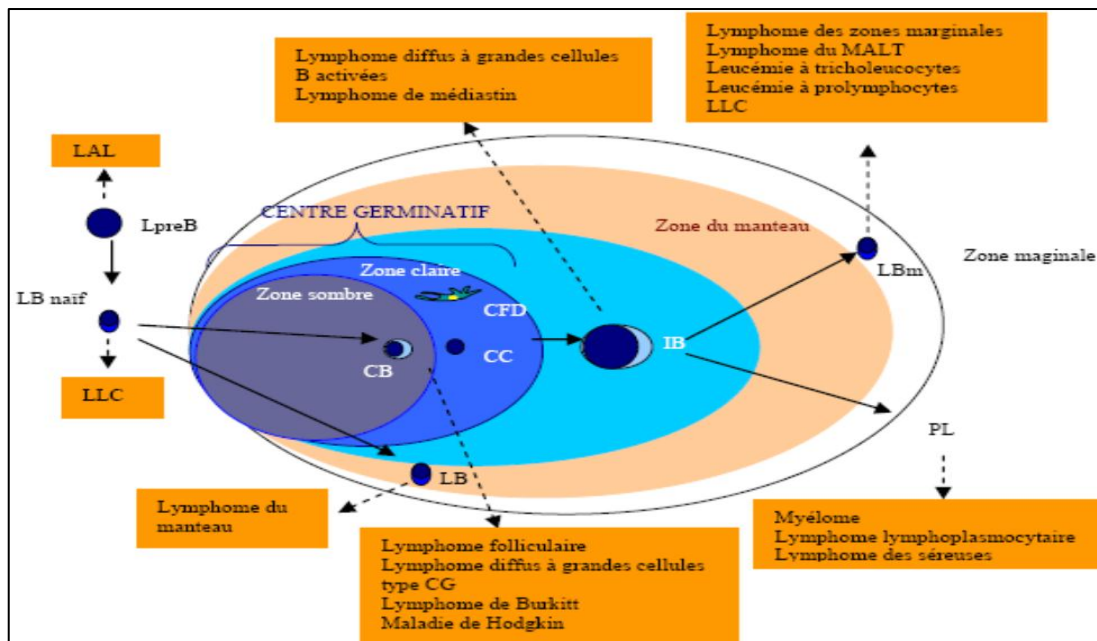 Lymphome diffus à grandes cellules
B activées
Lymphome de médiastin
Lymphome des zones marginales
Lymphome du MALT
Leucémie à tricholeucocytes
Leucémie à prolymphocytes
LLC
LAL
LpreB
LB naïf
LLC
CENTRE GERMINATIF
Zone claire
Zone sombre
CFD
CC
CB
IB
Zone du manteau
LBm
Zone maginale
LB
PL
Lymphome du
manteau
Lymphome folliculaire
Lymphome diffus à grandes cellules
type CG
Lymphome de Burkitt
Maladie de Hodgkin
Myélome
Lymphome lymphoplasmocytaire
Lymphome des séreuses